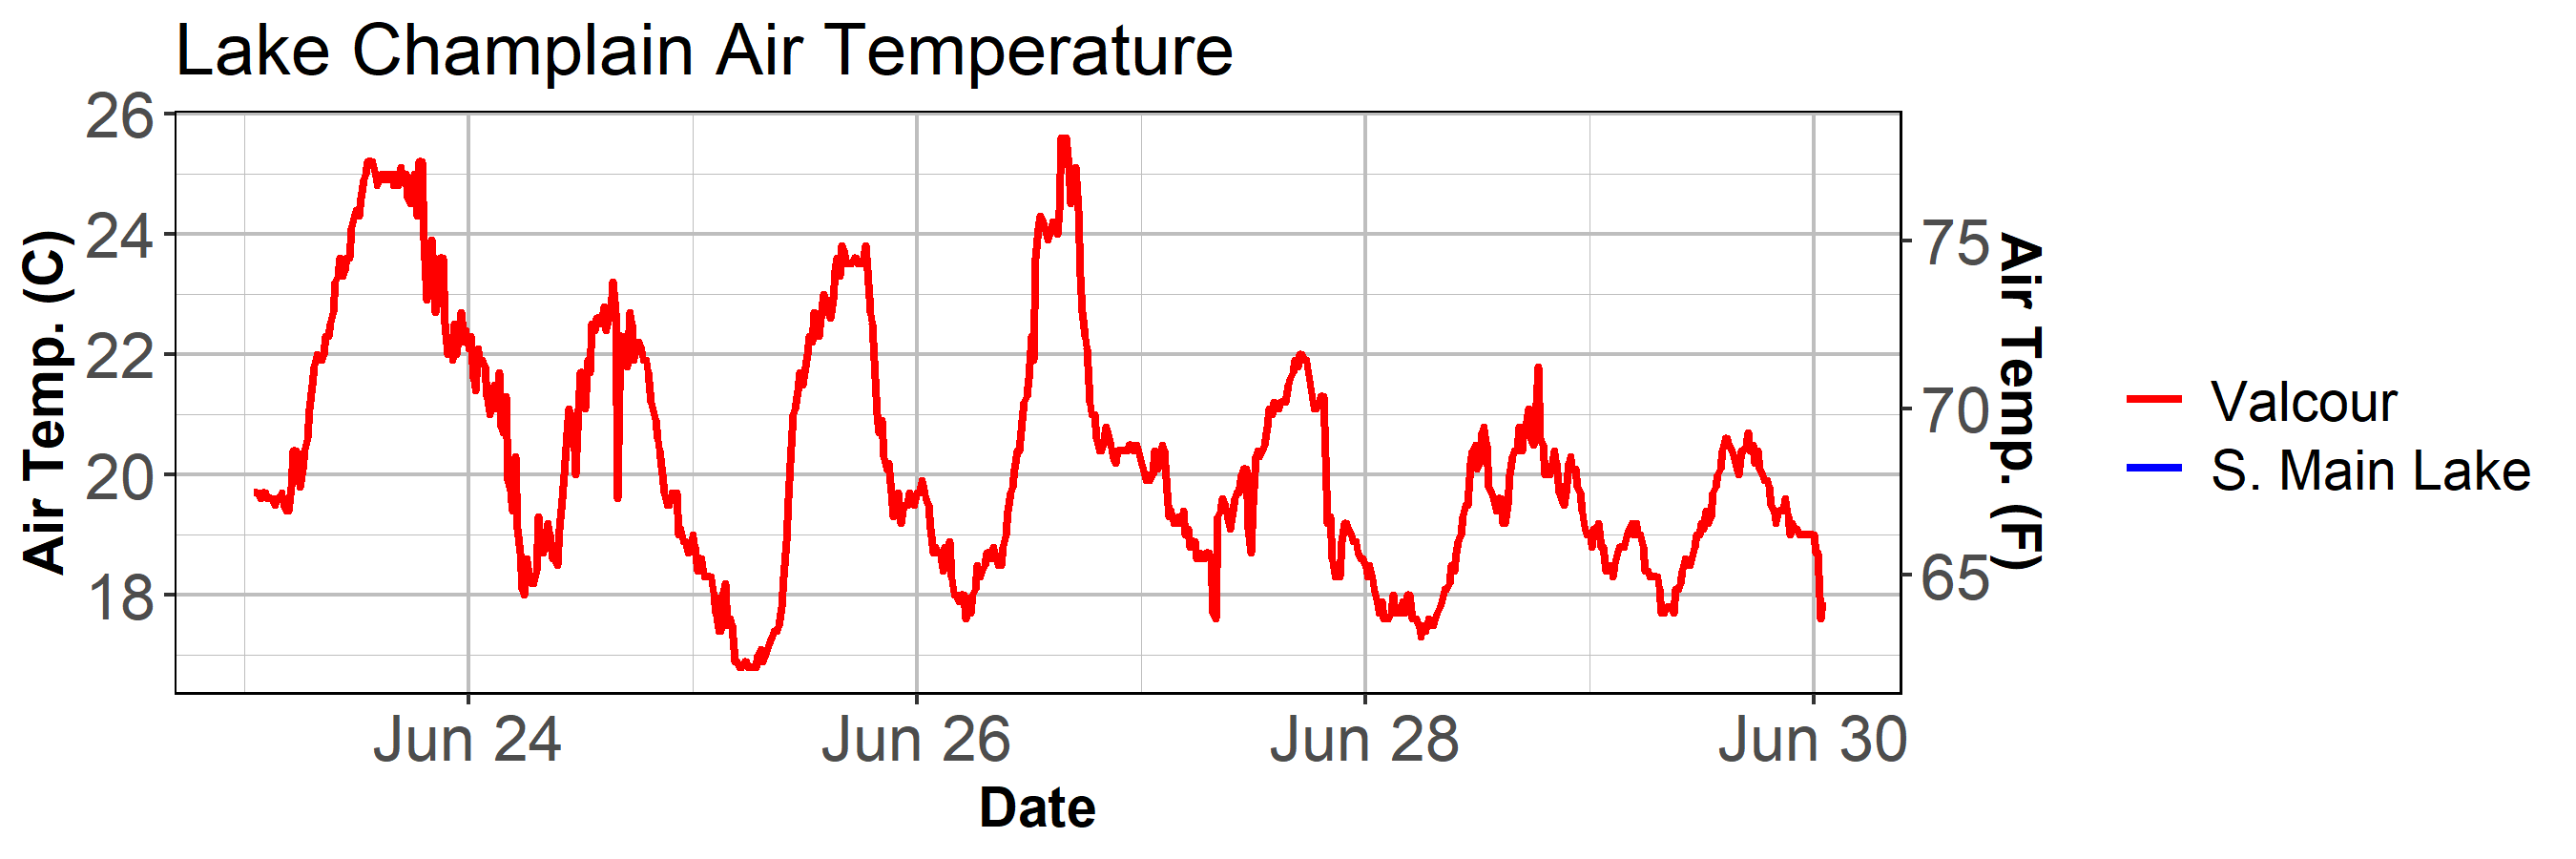 Lake Champlain Air Temperature
Air Temp. (C)
26
24
22
20
18
75
70
65
Air Temp. (F)
Jun 24
Jun 26
Jun 28
Jun 30
Date
Valcour
S. Main Lake